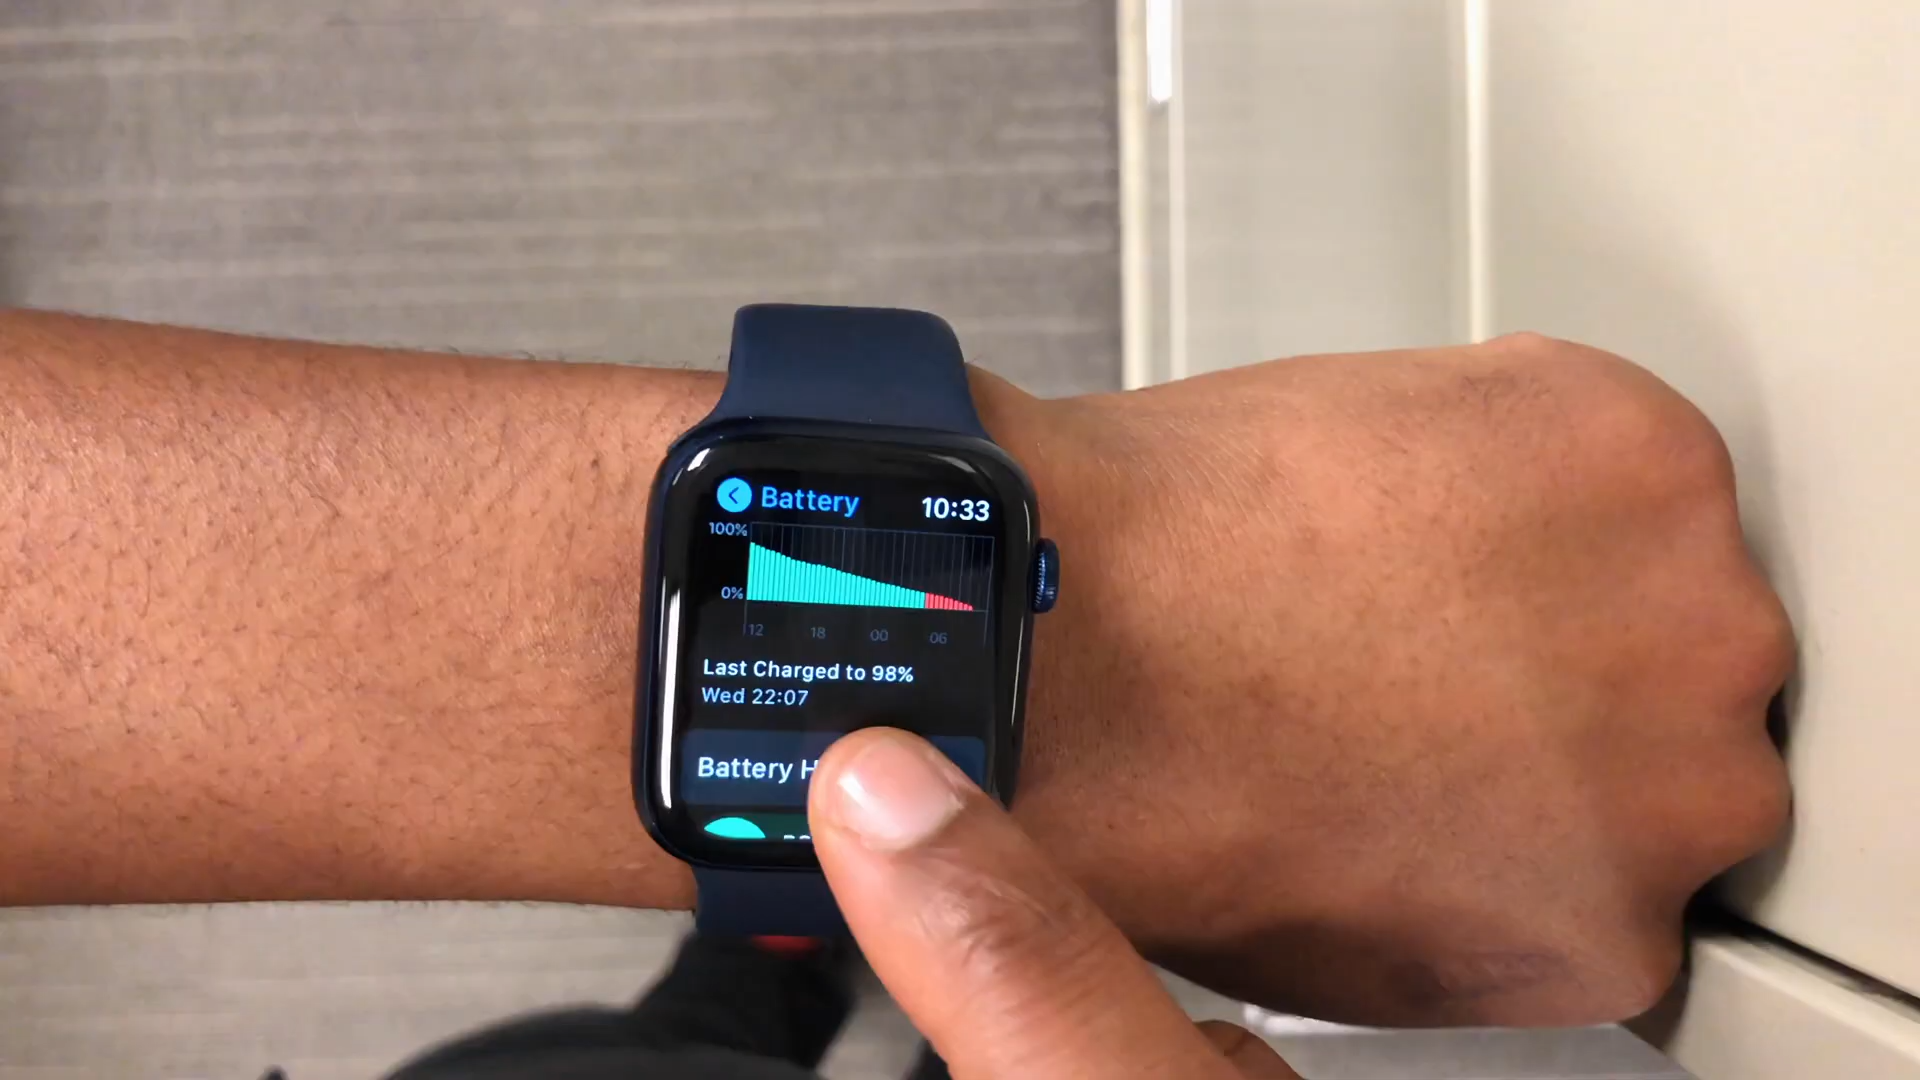 Battery 10:33
100%
0%
12 18 00 06
Last Charged to 98%
Wed 22:07
Battery